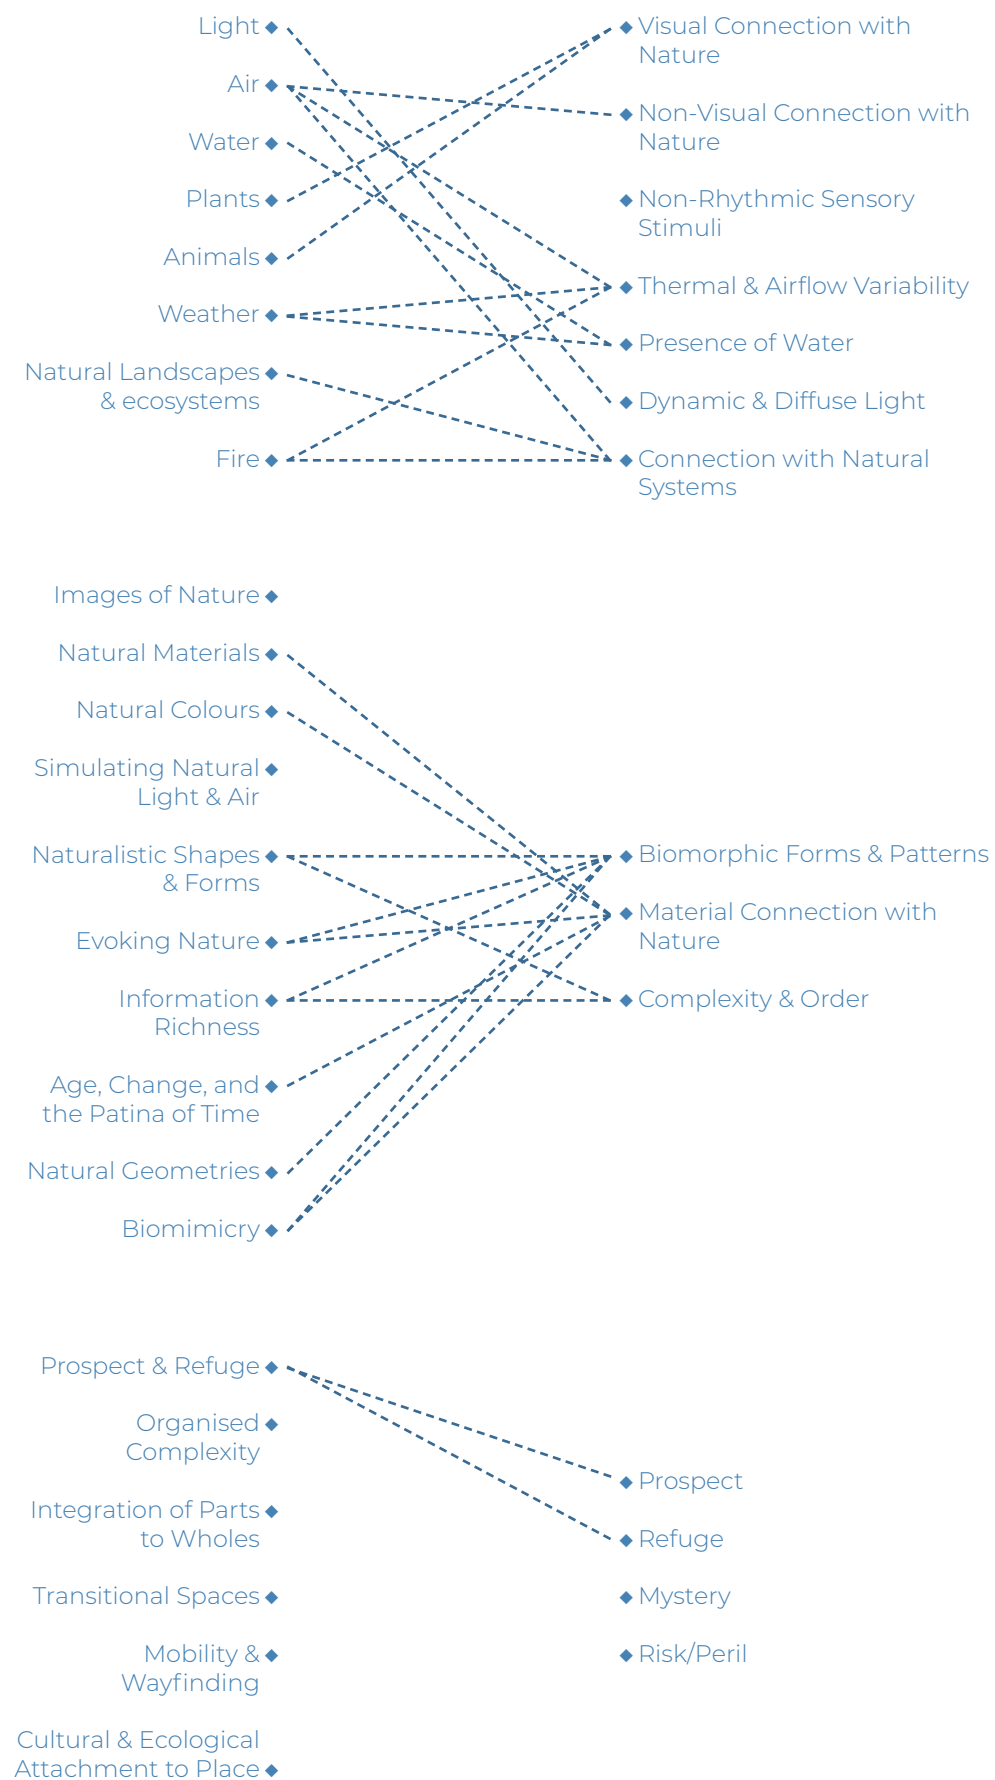 Light
Air
Water
Plants
Animals
Weather
Natural Landscapes
& ecosystems
Fire
Visual Connection with
Nature
Non-Visual Connection with
Nature
Non-Rhythmic Sensory
Stimuli
Thermal & Airflow Variability
Presence of Water
Dynamic & Diffuse Light
Connection with Natural
Systems
Images of Nature
Natural Materials
Natural Colours
Simulating Natural
Light & Air
Naturalistic Shapes
& Forms
Evoking Nature
Information
Richness
Age, Change, and
the Patina of Time
Natural Geometries
Biomimicry
Biomorphic Forms & Patterns
Material Connection with
Nature
Complexity & Order
Prospect & Refuge
Organised
Complexity
Integration of Parts
to Wholes
Transitional Spaces
Mobility &
Wayfinding
Cultural & Ecological
Attachment to Place
Prospect
Refuge
Mystery
Risk/Peril